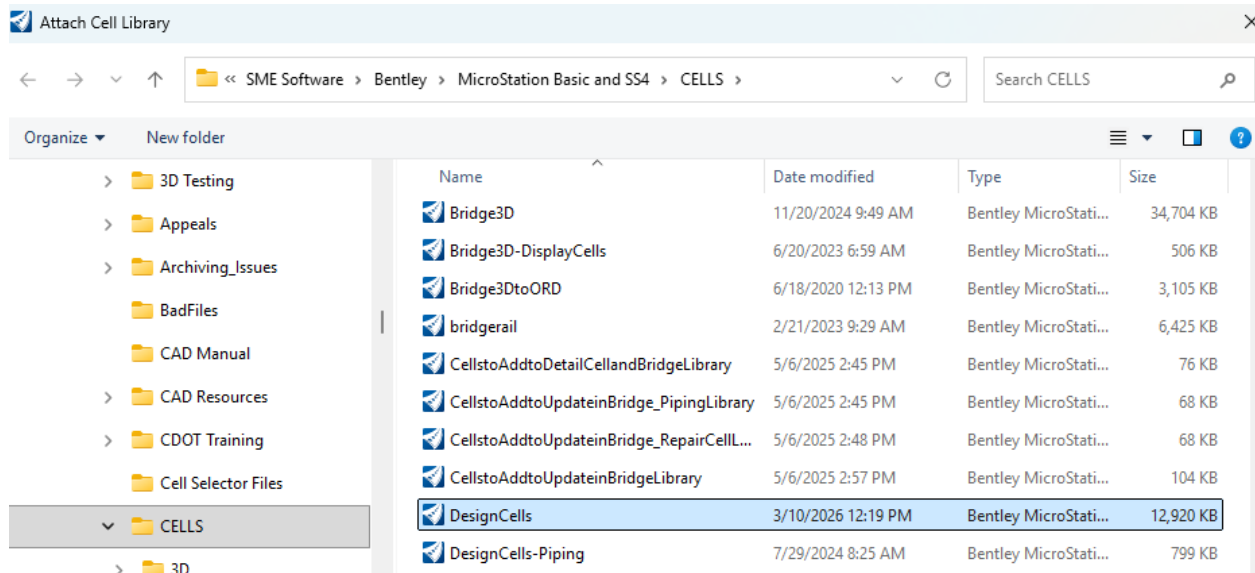 Attach Cell Library
« SME Software > Bentley > MicroStation Basic and SS4 > CELLS >
Search CELLS
Organize
New folder
3D Testing
Appeals
Archiving_Issues
BadFiles
CAD Manual
CAD Resources
CDOT Training
Cell Selector Files
CELLS
3D
Name Date modified Type Size
Bridge3D 11/20/2024 9:49 AM Bentley MicroStati... 34,704 KB
Bridge3D-DisplayCells 6/20/2023 6:59 AM Bentley MicroStati... 506 KB
Bridge3DtoORD 6/18/2020 12:13 PM Bentley MicroStati... 3,105 KB
bridgerail 2/21/2023 9:29 AM Bentley MicroStati... 6,425 KB
CellstoAddtoDetailCellandBridgeLibrary 5/6/2025 2:45 PM Bentley MicroStati... 76 KB
CellstoAddtoUpdateinBridge_PipingLibrary 5/6/2025 2:45 PM Bentley MicroStati... 68 KB
CellstoAddtoUpdateinBridge_RepairCellL... 5/6/2025 2:48 PM Bentley MicroStati... 68 KB
CellstoAddtoUpdateinBridgeLibrary 5/6/2025 2:57 PM Bentley MicroStati... 104 KB
DesignCells 3/10/2026 12:19 PM Bentley MicroStati... 12,920 KB
DesignCells-Piping 7/29/2024 8:25 AM Bentley MicroStati... 799 KB